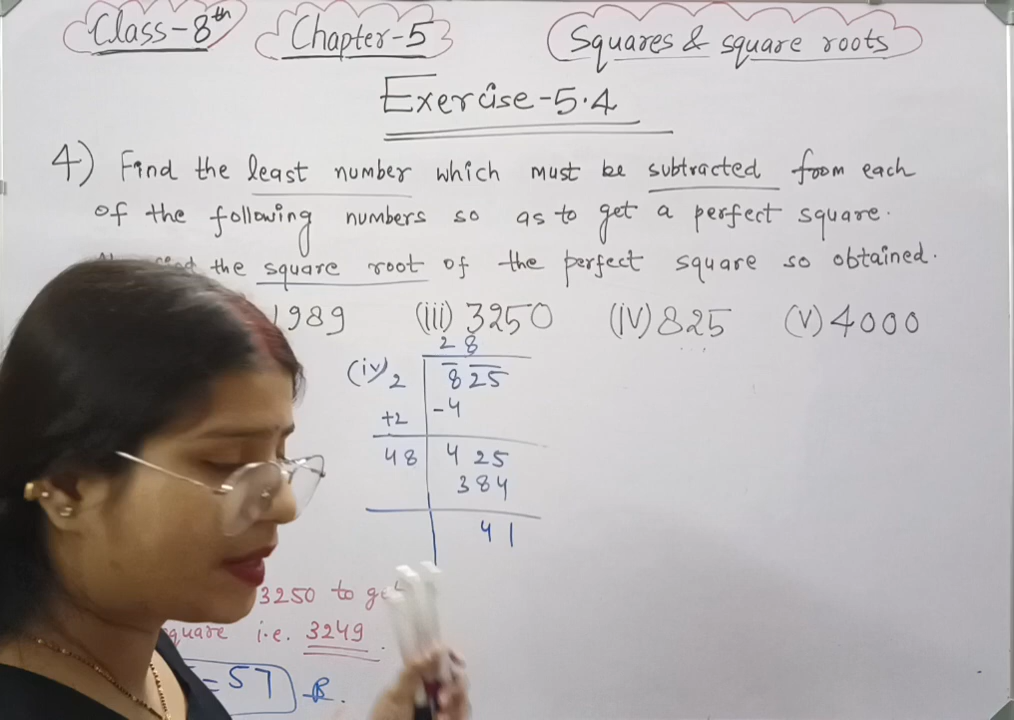 Class-8th Chapter-5 Squares & square roots
Exercise-5.4
4) Find the least number which must be subtracted from each
of the following numbers so as to get a perfect square.
the square root of the perfect square so obtained.
1989 (iii) 3250 (iv) 825 (v) 4000
28
(iv) 2 825
+2 -4
48 425
384
41
3250 to get
square i.e. 3249.
= 57